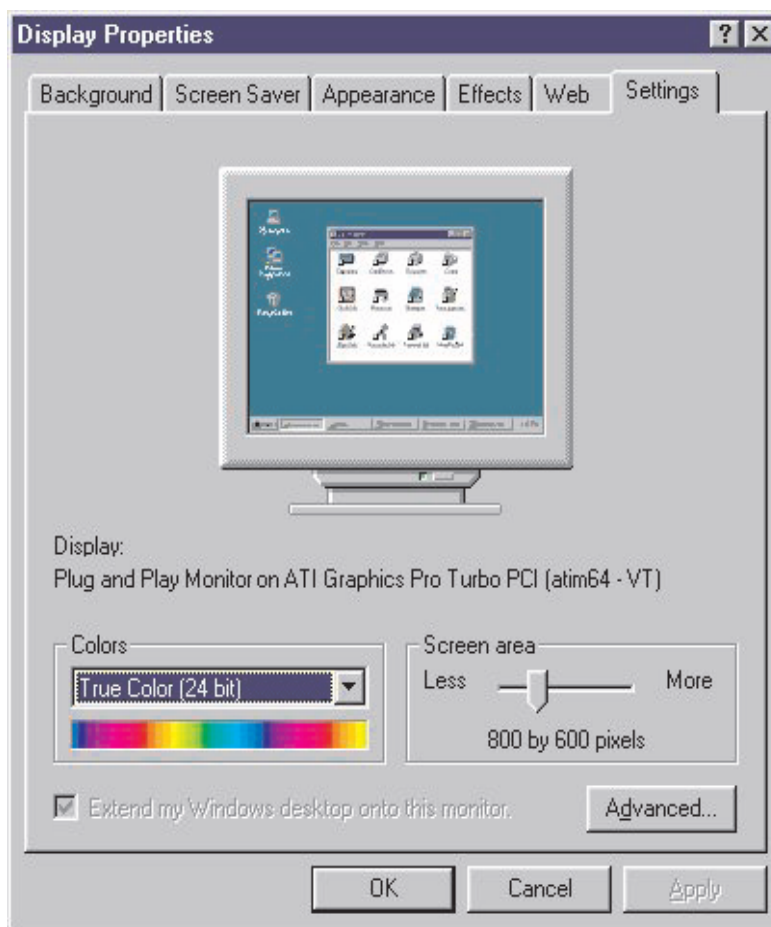 Display Properties
Background Screen Saver Appearance Effects Web Settings
Display:
Plug and Play Monitor on ATI Graphics Pro Turbo PCI (atim64 - VT)
Colors
True Color (24 bit)
Screen area
Less More
800 by 600 pixels
Extend my Windows desktop onto this monitor.
Advanced...
OK Cancel Apply